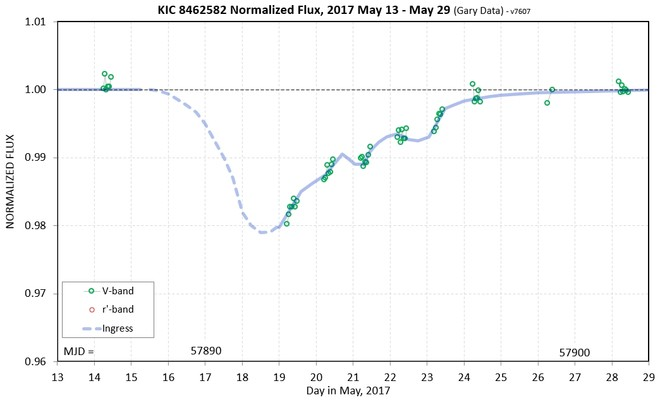 KIC 8462582 Normalized Flux, 2017 May 13 - May 29 (Gary Data) - v7607
1.01
1.00
0.99
0.98
0.97
0.96
NORMALIZED FLUX
V-band
r'-band
Ingress
MJD =
57890
57900
13 14 15 16 17 18 19 20 21 22 23 24 25 26 27 28 29
Day in May, 2017